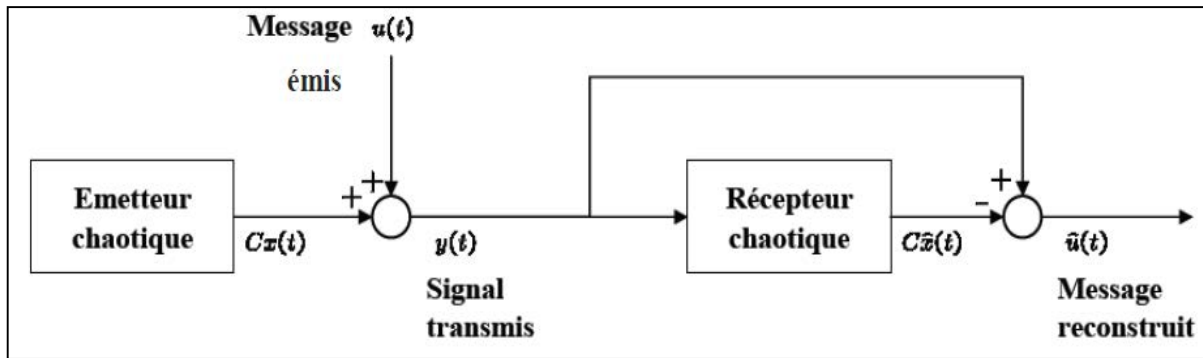 Message u(t)
émis
Emetteur
chaotique
+
+
Cx(t)
y(t)
Signal
transmis
Récepteur
chaotique
+
-
Cx̂(t)
û(t)
Message
reconstruit